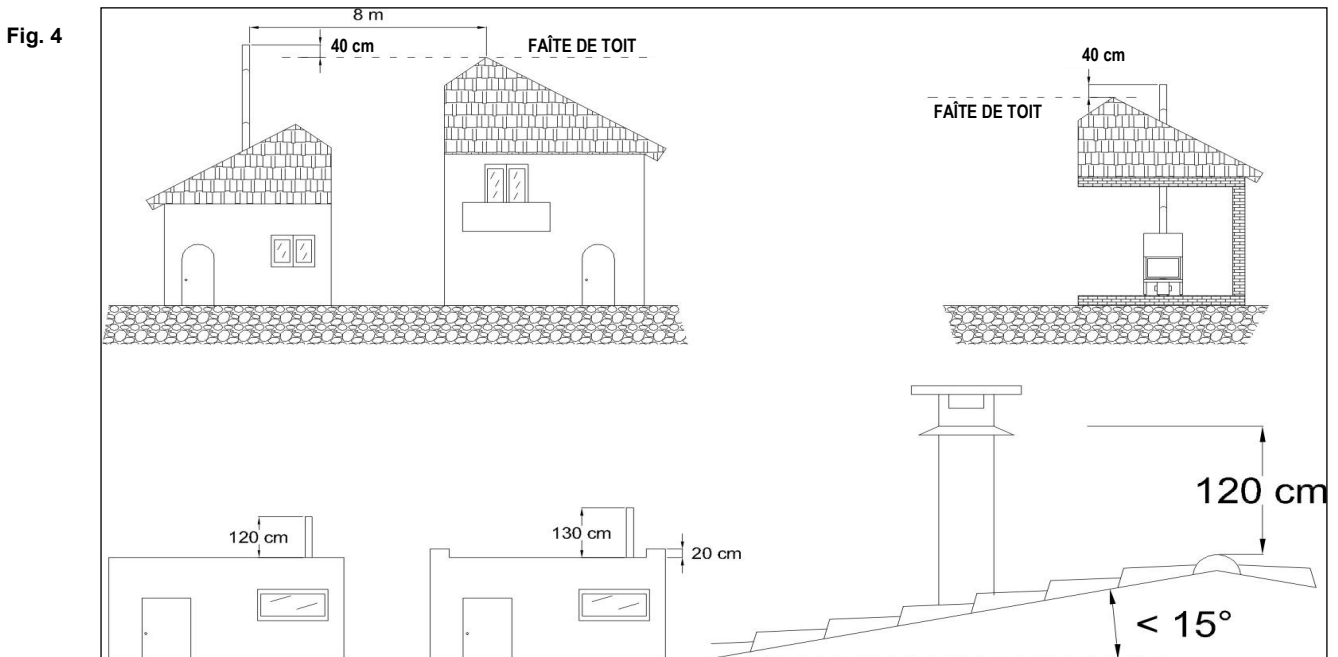 Fig. 4
8 m
40 cm
FAÎTE DE TOIT
40 cm
FAÎTE DE TOIT
120 cm
130 cm
20 cm
120 cm
< 15°